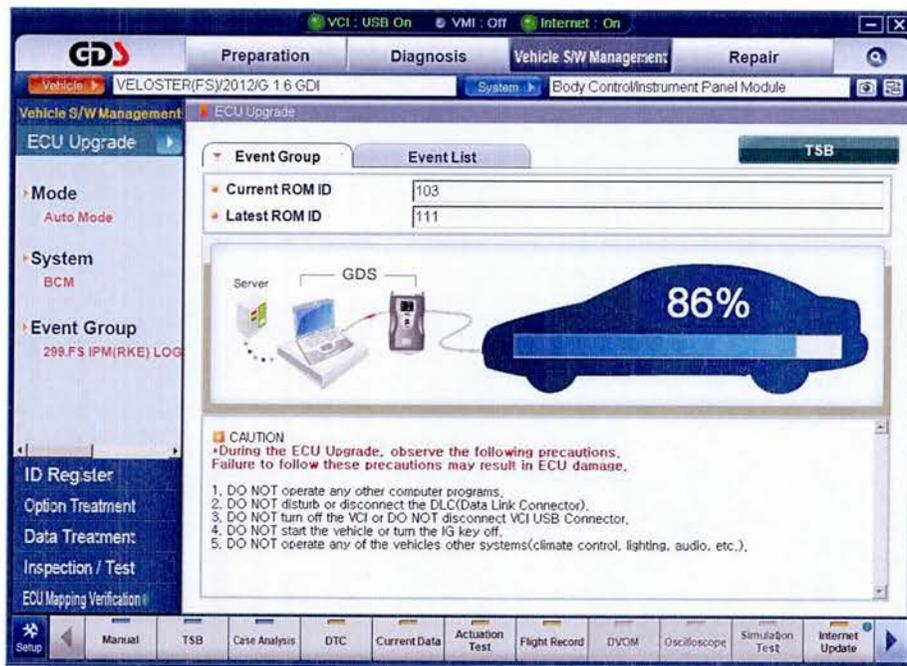 VCI : USB On VMI : Off Internet : On
GDS Preparation Diagnosis Vehicle S/W Management Repair
Vehicle VELOSTER(FS)/2012/G 1.6 GDI System Body Control/Instrument Panel Module
Vehicle S/W Management ECU Upgrade
ECU Upgrade
Event Group Event List TSB
Mode
Auto Mode
System
BCM
Event Group
299.FS IPM(RKE) LOG
Current ROM ID 103
Latest ROM ID 111
Server GDS
86%
CAUTION
•During the ECU Upgrade, observe the following precautions.
Failure to follow these precautions may result in ECU damage.
1. DO NOT operate any other computer programs.
2. DO NOT disturb or disconnect the DLC(Data Link Connector).
3. DO NOT turn off the VCI or DO NOT disconnect VCI USB Connector.
4. DO NOT start the vehicle or turn the IG key off.
5. DO NOT operate any of the vehicles other systems(climate control, lighting, audio, etc.).
ID Register
Option Treatment
Data Treatment
Inspection / Test
ECU Mapping Verification
Setup Manual TSB Case Analysis DTC Current Data Actuation Test Flight Record DVOM Oscilloscope Simulation Test Internet Update